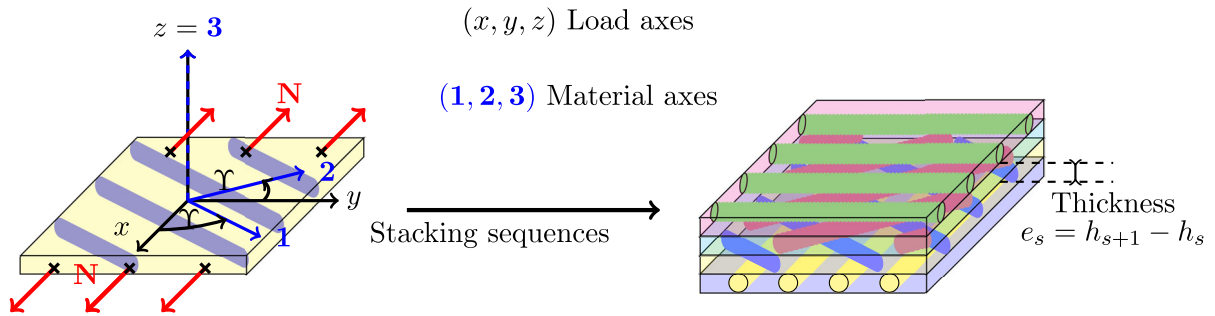 z = 3
(x, y, z) Load axes
(1, 2, 3) Material axes
N
ϒ
2
y
x
ϒ
1
N
Stacking sequences
Thickness
e_s = h_{s+1} − h_s